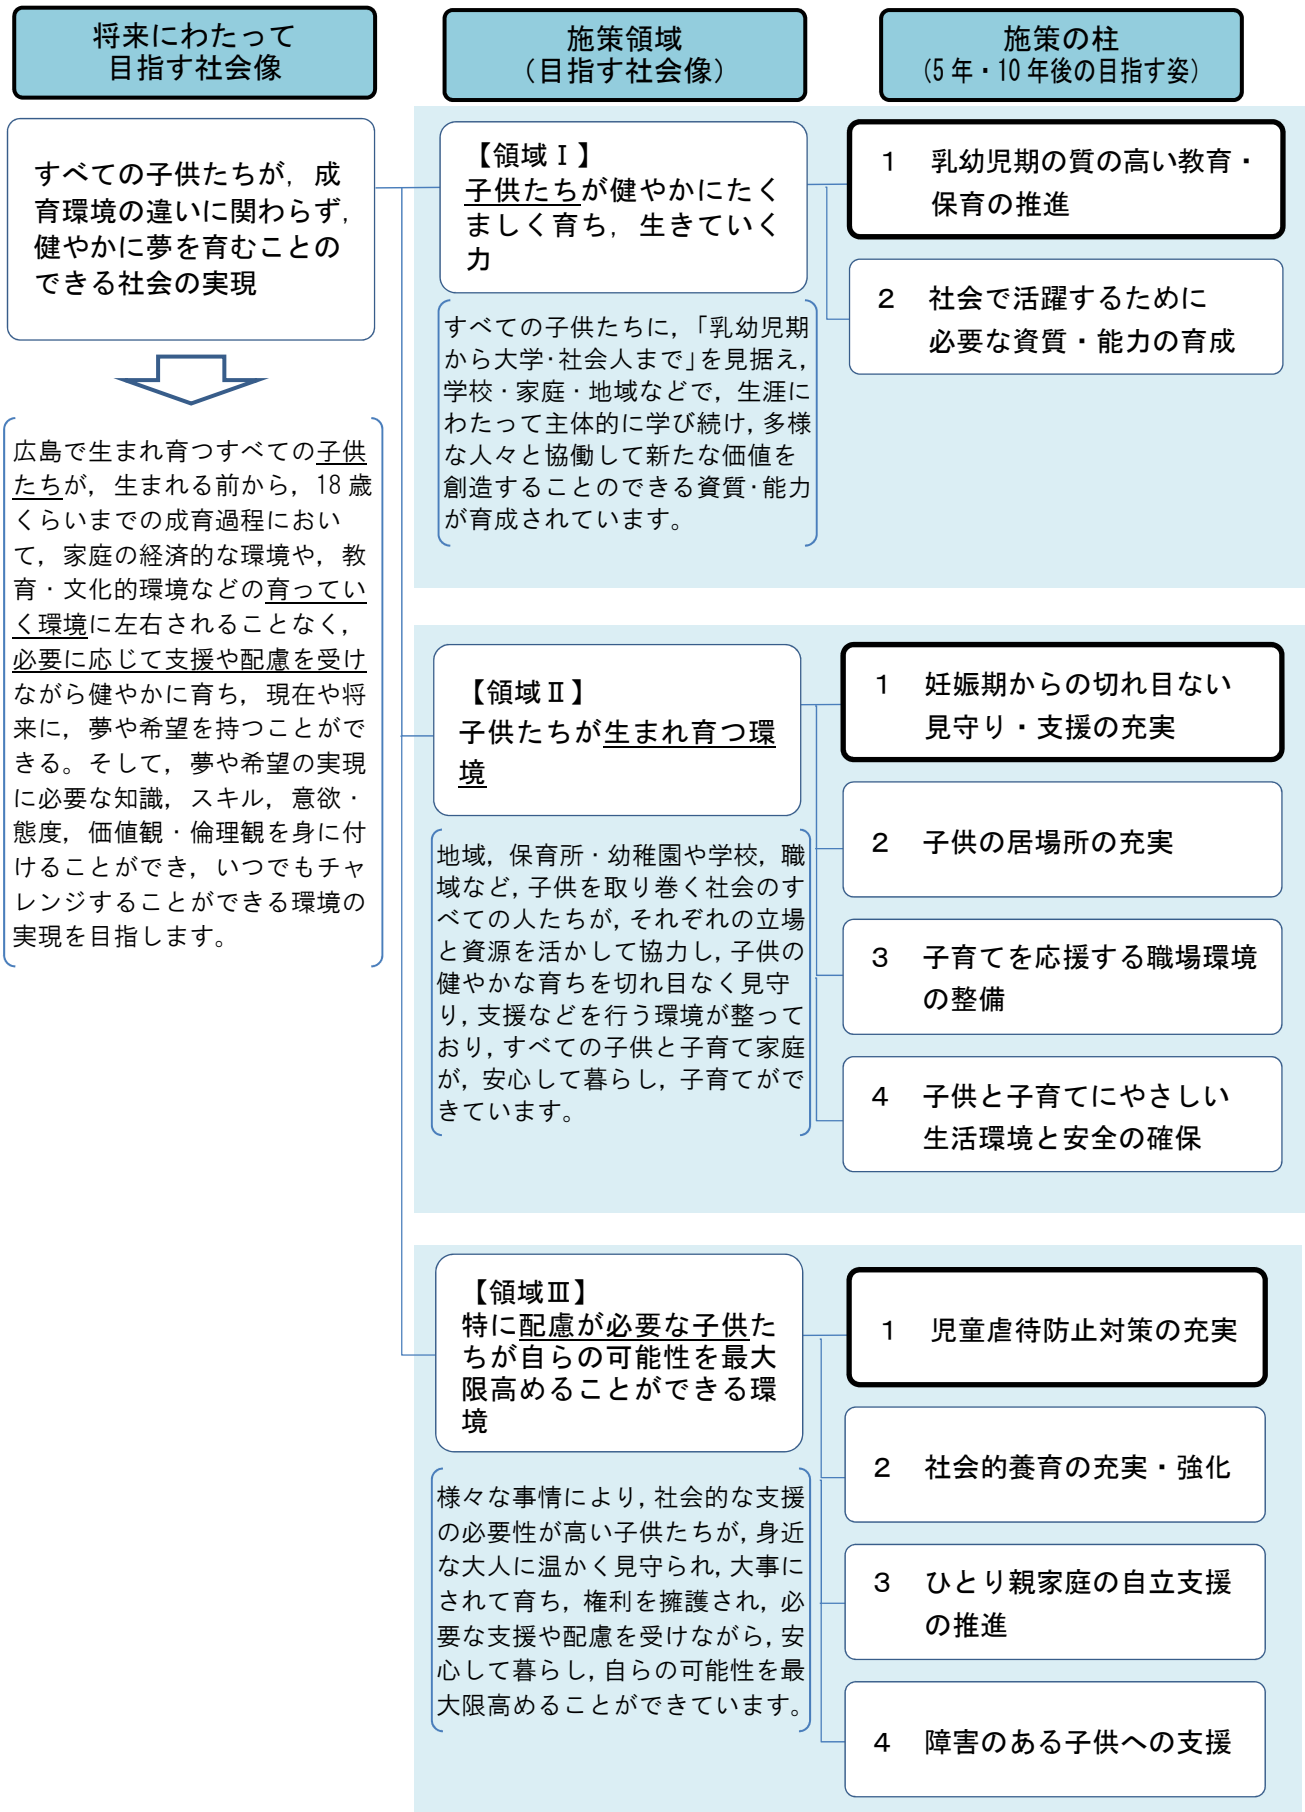 将来にわたって
目指す社会像
施策領域
（目指す社会像）
施策の柱
（5年・10年後の目指す姿）
すべての子供たちが，成
育環境の違いに関わらず，
健やかに夢を育むことの
できる社会の実現
広島で生まれ育つすべての子供
たちが，生まれる前から，18歳
くらいまでの成育過程におい
て，家庭の経済的な環境や，教
育・文化的環境などの育ってい
く環境に左右されることなく，
必要に応じて支援や配慮を受け
ながら健やかに育ち，現在や将
来に，夢や希望を持つことがで
きる。そして，夢や希望の実現
に必要な知識，スキル，意欲・
態度，価値観・倫理観を身に付
けることができ，いつでもチャ
レンジすることができる環境の
実現を目指します。
【領域Ⅰ】
子供たちが健やかにたく
ましく育ち，生きていく
力
すべての子供たちに，「乳幼児期
から大学・社会人まで」を見据え，
学校・家庭・地域などで，生涯に
わたって主体的に学び続け，多様
な人々と協働して新たな価値を
創造することのできる資質・能力
が育成されています。
1　乳幼児期の質の高い教育・
保育の推進
2　社会で活躍するために
必要な資質・能力の育成
【領域Ⅱ】
子供たちが生まれ育つ環
境
地域，保育所・幼稚園や学校，職
域など，子供を取り巻く社会のす
べての人たちが，それぞれの立場
と資源を活かして協力し，子供の
健やかな育ちを切れ目なく見守
り，支援などを行う環境が整って
おり，すべての子供と子育て家庭
が，安心して暮らし，子育てがで
きています。
1　妊娠期からの切れ目ない
見守り・支援の充実
2　子供の居場所の充実
3　子育てを応援する職場環境
の整備
4　子供と子育てにやさしい
生活環境と安全の確保
【領域Ⅲ】
特に配慮が必要な子供た
ちが自らの可能性を最大
限高めることができる環
境
様々な事情により，社会的な支援
の必要性が高い子供たちが，身近
な大人に温かく見守られ，大事に
されて育ち，権利を擁護され，必
要な支援や配慮を受けながら，安
心して暮らし，自らの可能性を最
大限高めることができています。
1　児童虐待防止対策の充実
2　社会的養育の充実・強化
3　ひとり親家庭の自立支援
の推進
4　障害のある子供への支援